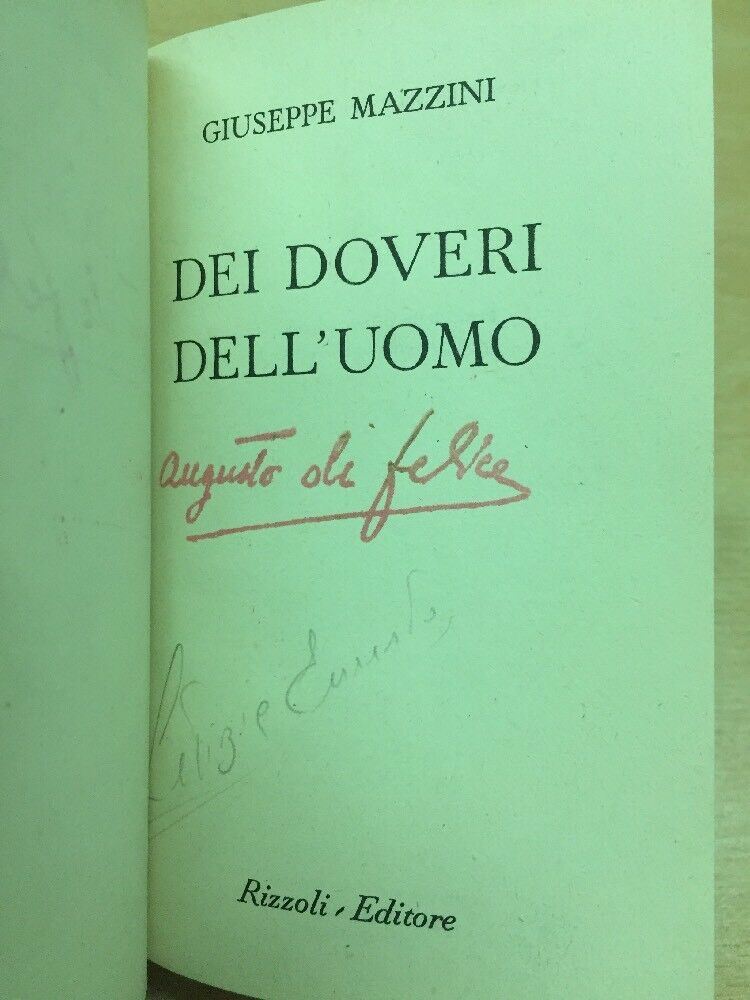 GIUSEPPE MAZZINI
DEI DOVERI
DELL'UOMO
Augusto di felice
Rizzoli - Editore